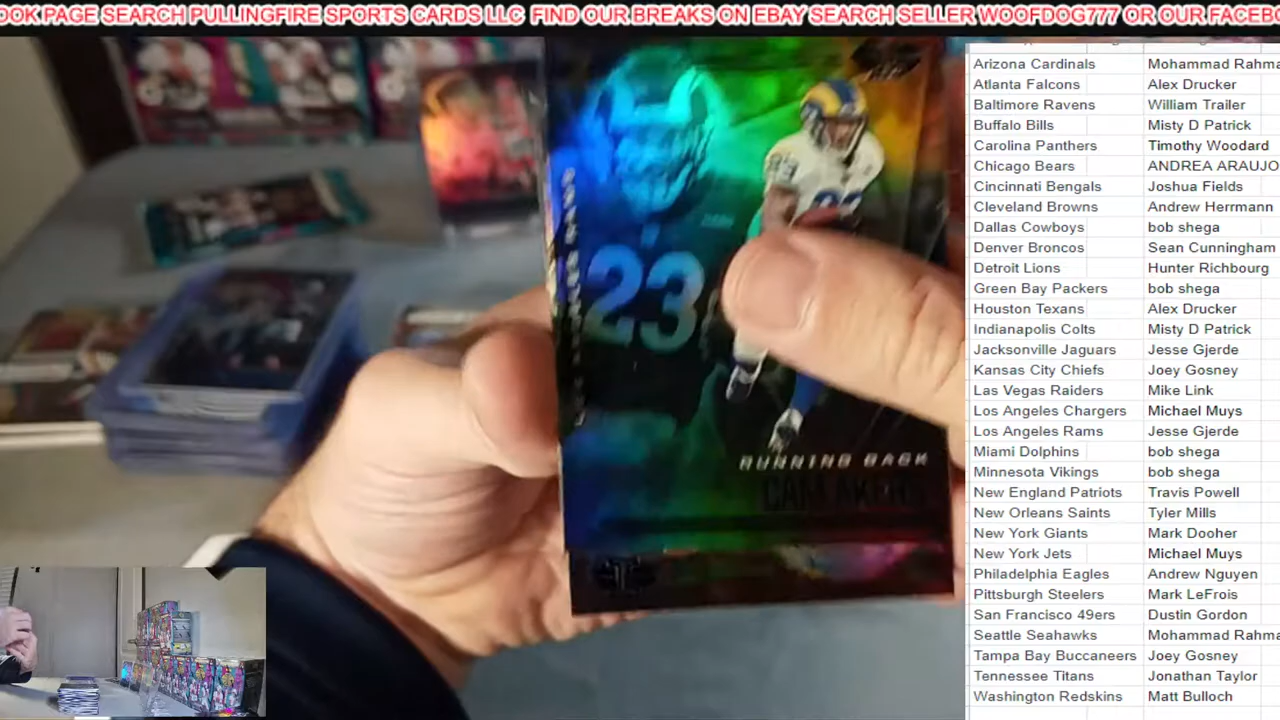 OOK PAGE SEARCH PULLINGFIRE SPORTS CARDS LLC FIND OUR BREAKS ON EBAY SEARCH SELLER WOOFDOG777 OR OUR FACEBO
23
RUNNING BACK
CAM AKERS
Arizona Cardinals Mohammad Rahma
Atlanta Falcons Alex Drucker
Baltimore Ravens William Trailer
Buffalo Bills Misty D Patrick
Carolina Panthers Timothy Woodard
Chicago Bears ANDREA ARAUJO
Cincinnati Bengals Joshua Fields
Cleveland Browns Andrew Herrmann
Dallas Cowboys bob shega
Denver Broncos Sean Cunningham
Detroit Lions Hunter Richbourg
Green Bay Packers bob shega
Houston Texans Alex Drucker
Indianapolis Colts Misty D Patrick
Jacksonville Jaguars Jesse Gjerde
Kansas City Chiefs Joey Gosney
Las Vegas Raiders Mike Link
Los Angeles Chargers Michael Muys
Los Angeles Rams Jesse Gjerde
Miami Dolphins bob shega
Minnesota Vikings bob shega
New England Patriots Travis Powell
New Orleans Saints Tyler Mills
New York Giants Mark Dooher
New York Jets Michael Muys
Philadelphia Eagles Andrew Nguyen
Pittsburgh Steelers Mark LeFrois
San Francisco 49ers Dustin Gordon
Seattle Seahawks Mohammad Rahma
Tampa Bay Buccaneers Joey Gosney
Tennessee Titans Jonathan Taylor
Washington Redskins Matt Bulloch